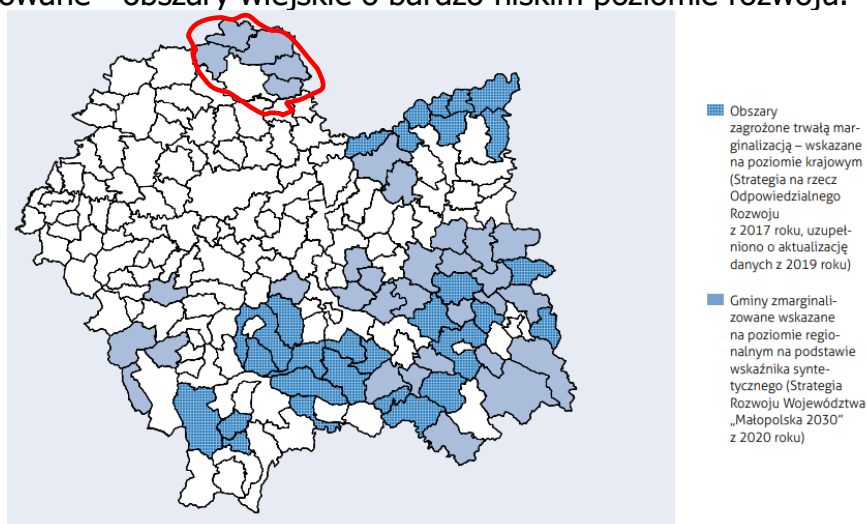 owane - obszary wiejskie o bardzo niskim poziomie rozwoju.
Obszary
zagrożone trwałą mar-
ginalizacją – wskazane
na poziomie krajowym
(Strategia na rzecz
Odpowiedzialnego
Rozwoju
z 2017 roku, uzupeł-
niono o aktualizację
danych z 2019 roku)
Gminy zmarginali-
zowane wskazane
na poziomie regio-
nalnym na podstawie
wskaźnika synte-
tycznego (Strategia
Rozwoju Województwa
„Małopolska 2030”
z 2020 roku)